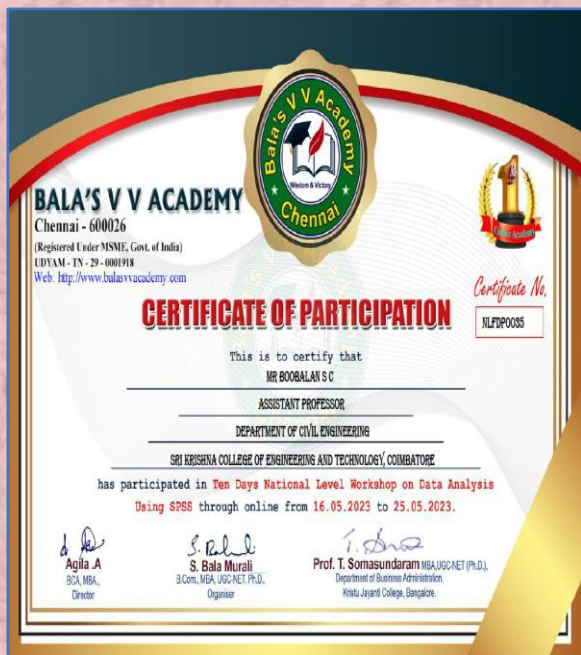 Bala's V V Academy
Wisdom & Victory
Chennai
BALA'S V V ACADEMY
Chennai - 600026
(Registered Under MSME, Govt. of India)
UDYAM - TN - 29 - 0001918
Web: http://www.balasvvacademy.com
1
Online Academy
Certificate No.
NLFDP0035
CERTIFICATE OF PARTICIPATION
This is to certify that
MR BOOBALAN S C
ASSISTANT PROFESSOR
DEPARTMENT OF CIVIL ENGINEERING
SRI KRISHNA COLLEGE OF ENGINEERING AND TECHNOLOGY, COIMBATORE
has participated in Ten Days National Level Workshop on Data Analysis
Using SPSS through online from 16.05.2023 to 25.05.2023.
Agila .A
BCA, MBA.,
Director
S. Bala Murali
B.Com., MBA, UGC-NET, Ph.D.,
Organiser
Prof. T. Somasundaram MBA,UGC-NET (Ph.D.),
Department of Business Administration,
Kristu Jayanti College, Bangalore.